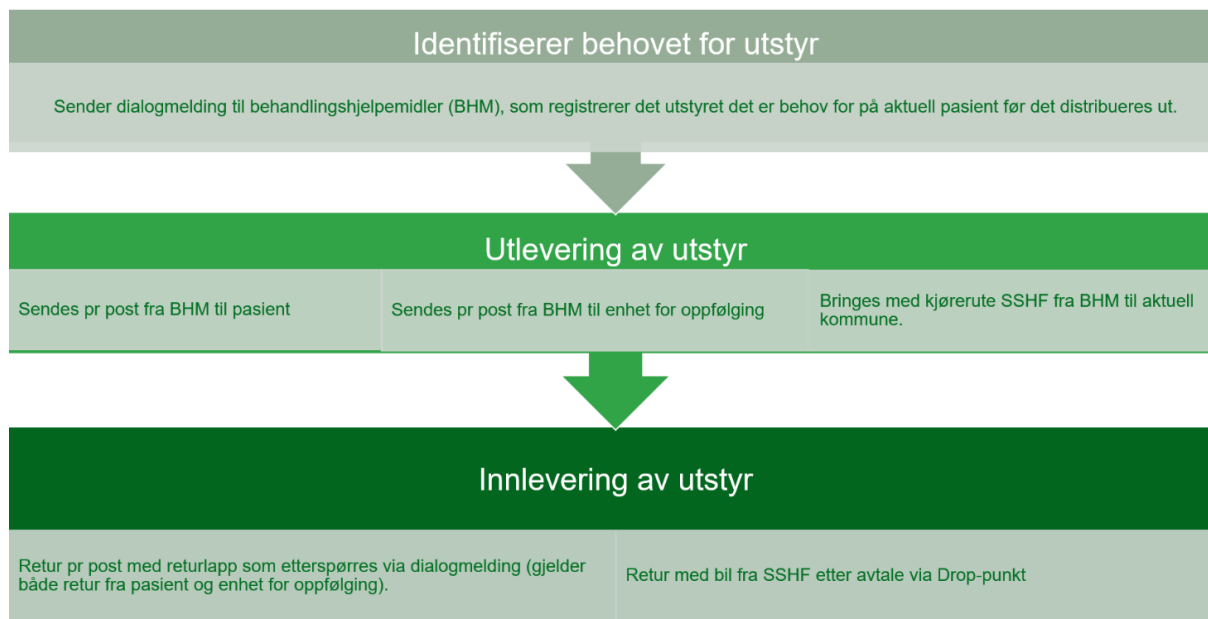 Identifiserer behovet for utstyr
Sender dialogmelding til behandlingshjelpemidler (BHM), som registrerer det utstyret det er behov for på aktuell pasient før det distribueres ut.
Utlevering av utstyr
Sendes pr post fra BHM til pasient
Sendes pr post fra BHM til enhet for oppfølging
Bringes med kjørerute SSHF fra BHM til aktuell
kommune.
Innlevering av utstyr
Retur pr post med returlapp som etterspørres via dialogmelding (gjelder
både retur fra pasient og enhet for oppfølging).
Retur med bil fra SSHF etter avtale via Drop-punkt